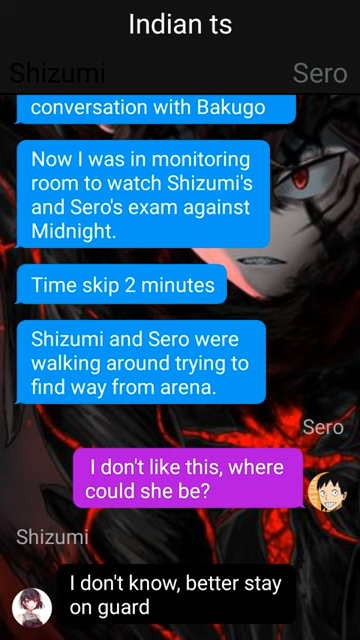 Indian ts
Shizumi
Sero
conversation with Bakugo
Now I was in monitoring
room to watch Shizumi's
and Sero's exam against
Midnight.
Time skip 2 minutes
Shizumi and Sero were
walking around trying to
find way from arena.
Sero
I don't like this, where
could she be?
Shizumi
I don't know, better stay
on guard